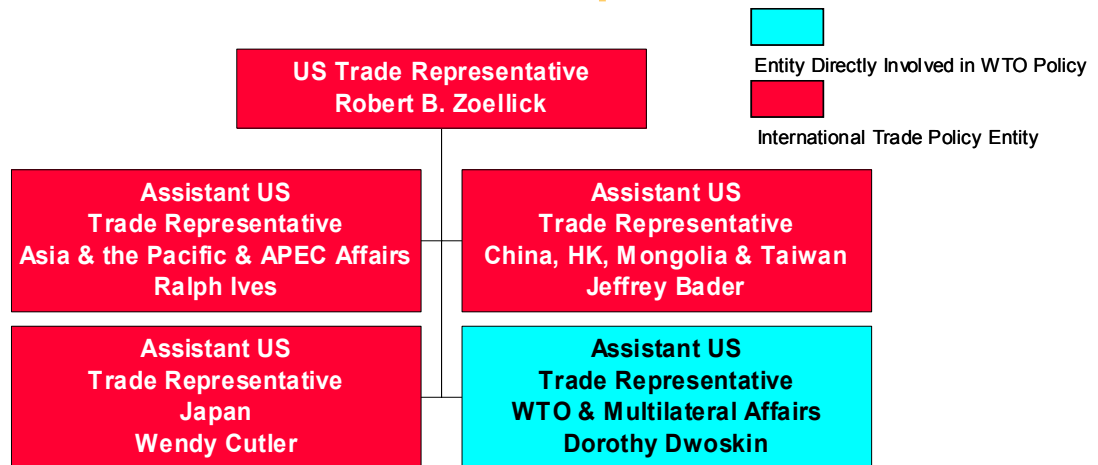 US Trade Representative
Robert B. Zoellick
Entity Directly Involved in WTO Policy
International Trade Policy Entity
Assistant US
Trade Representative
Asia & the Pacific & APEC Affairs
Ralph Ives
Assistant US
Trade Representative
China, HK, Mongolia & Taiwan
Jeffrey Bader
Assistant US
Trade Representative
Japan
Wendy Cutler
Assistant US
Trade Representative
WTO & Multilateral Affairs
Dorothy Dwoskin